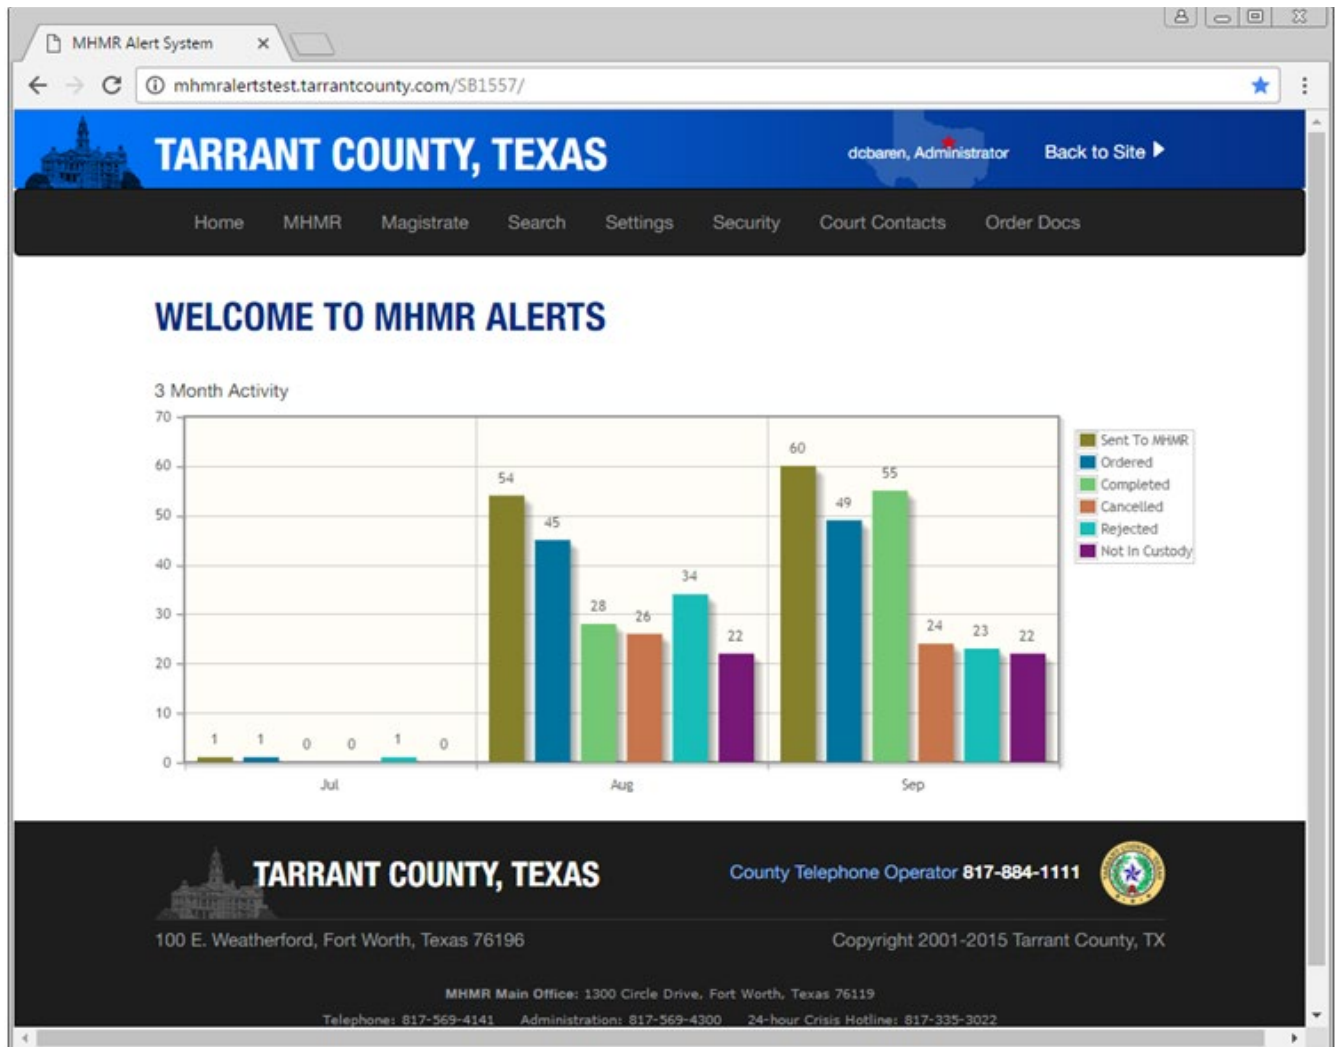 MHMR Alert System
mhmralertstest.tarrantcounty.com/SB1557/
TARRANT COUNTY, TEXAS
dcbaren, Administrator
Back to Site
Home MHMR Magistrate Search Settings Security Court Contacts Order Docs
WELCOME TO MHMR ALERTS
3 Month Activity
70
60
50
40
30
20
10
0
1 1 0 0 1 0
54 45 28 26 34 22
60 49 55 24 23 22
Jul Aug Sep
Sent To MHMR
Ordered
Completed
Cancelled
Rejected
Not In Custody
TARRANT COUNTY, TEXAS
County Telephone Operator 817-884-1111
100 E. Weatherford, Fort Worth, Texas 76196
Copyright 2001-2015 Tarrant County, TX
MHMR Main Office: 1300 Circle Drive, Fort Worth, Texas 76119
Telephone: 817-569-4141 Administration: 817-569-4300 24-hour Crisis Hotline: 817-335-3022